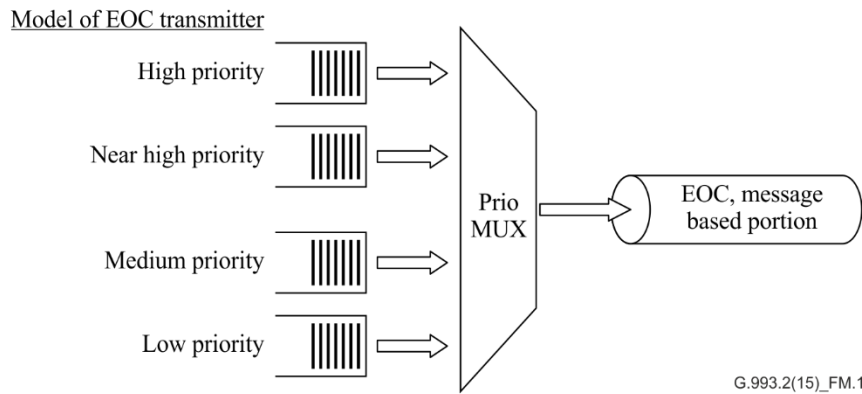 Model of EOC transmitter
High priority
Near high priority
Medium priority
Low priority
Prio
MUX
EOC, message
based portion
G.993.2(15)_FM.1